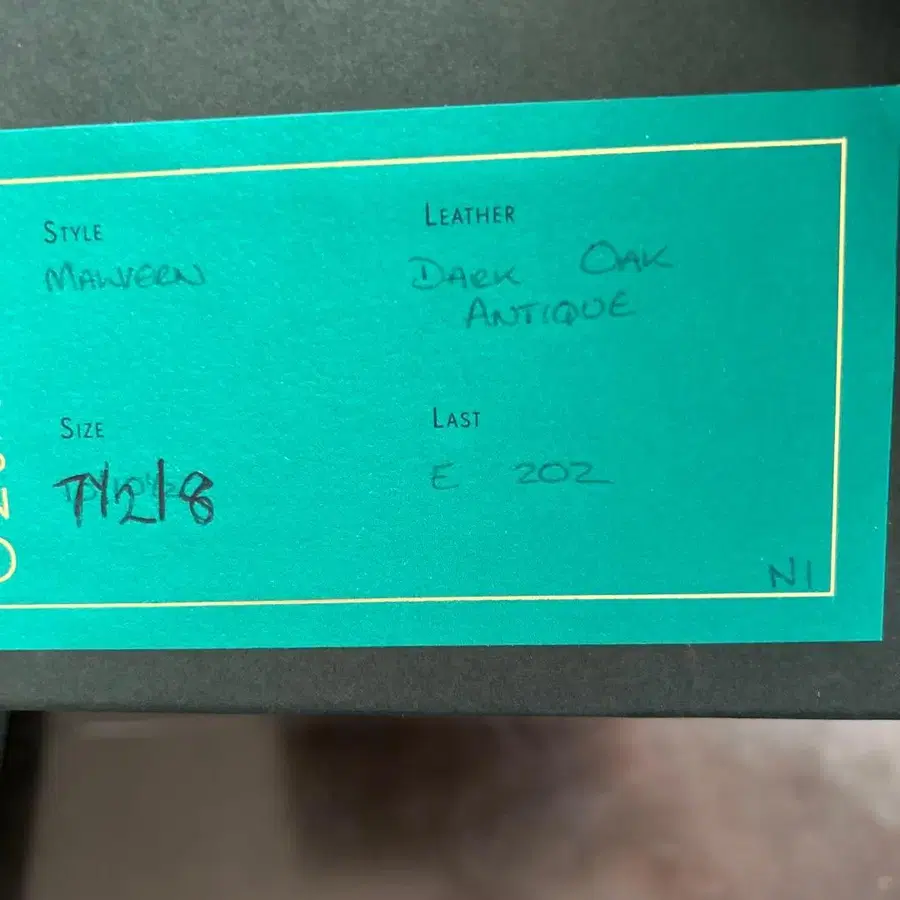 STYLE
MALVERN
LEATHER
DARK OAK
ANTIQUE
SIZE
7½/8
LAST
E 202
N1